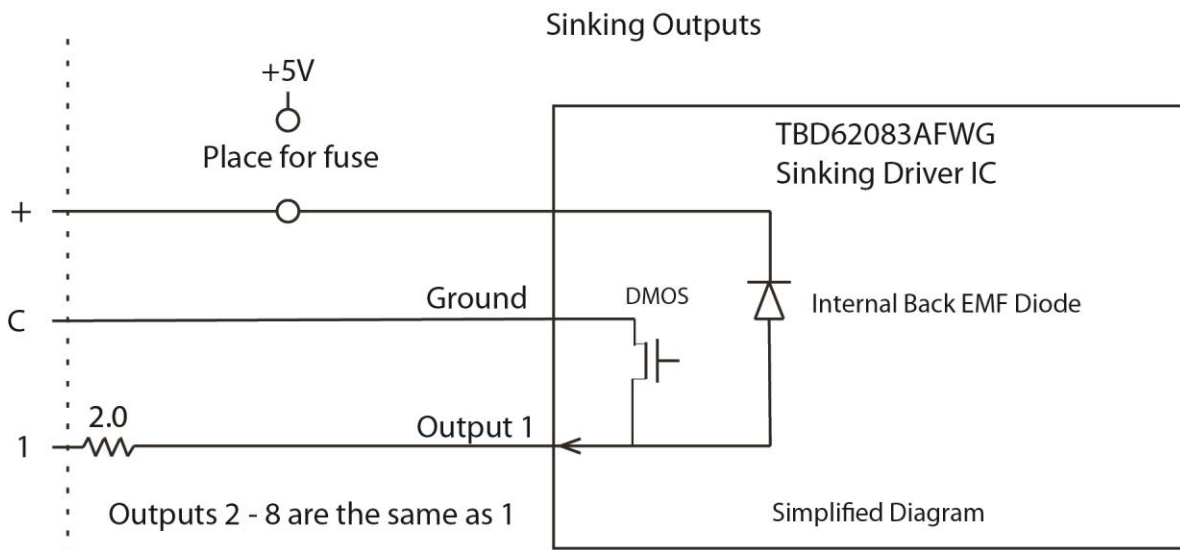 Sinking Outputs
+5V
Place for fuse
TBD62083AFWG
Sinking Driver IC
+
Ground
DMOS
Internal Back EMF Diode
C
2.0
Output 1
1
Outputs 2 - 8 are the same as 1
Simplified Diagram